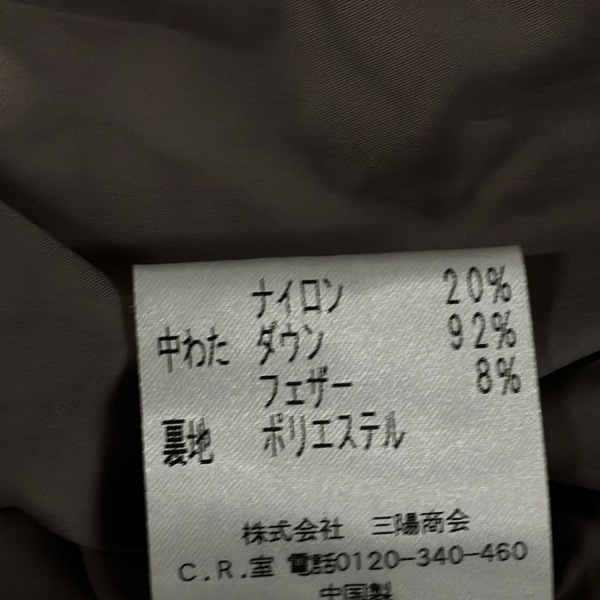 ナイロン 20%
中わた ダウン 92%
フェザー 8%
裏地 ポリエステル
株式会社 三陽商会
C.R.室 電話0120-340-460
中国製